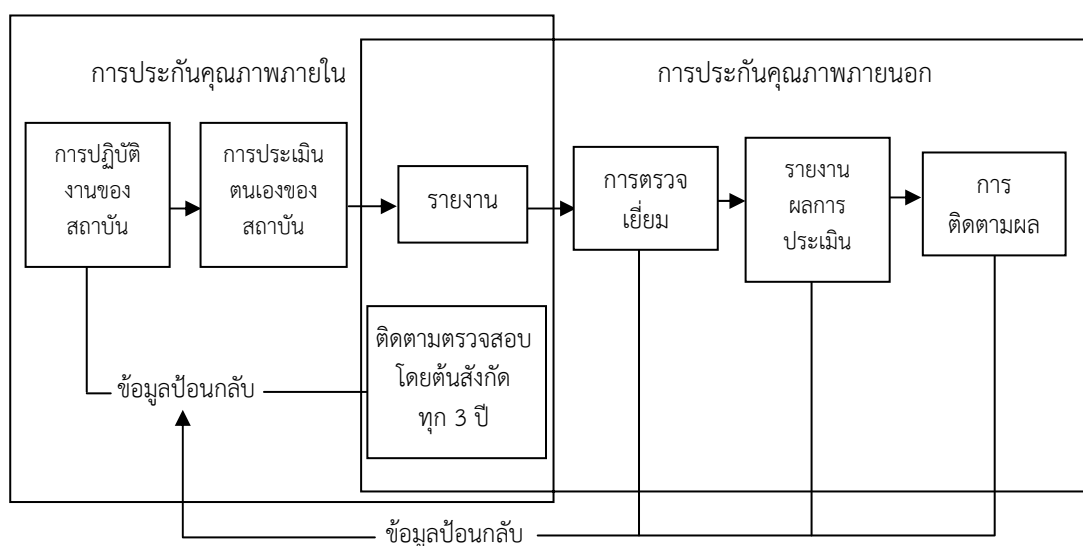 การประกันคุณภาพภายใน
การประกันคุณภาพภายนอก
การปฏิบัติ
งานของ
สถาบัน
การประเมิน
ตนเองของ
สถาบัน
รายงาน
การตรวจ
เยี่ยม
รายงาน
ผลการ
ประเมิน
การ
ติดตามผล
ติดตามตรวจสอบ
โดยต้นสังกัด
ทุก 3 ปี
ข้อมูลป้อนกลับ
ข้อมูลป้อนกลับ